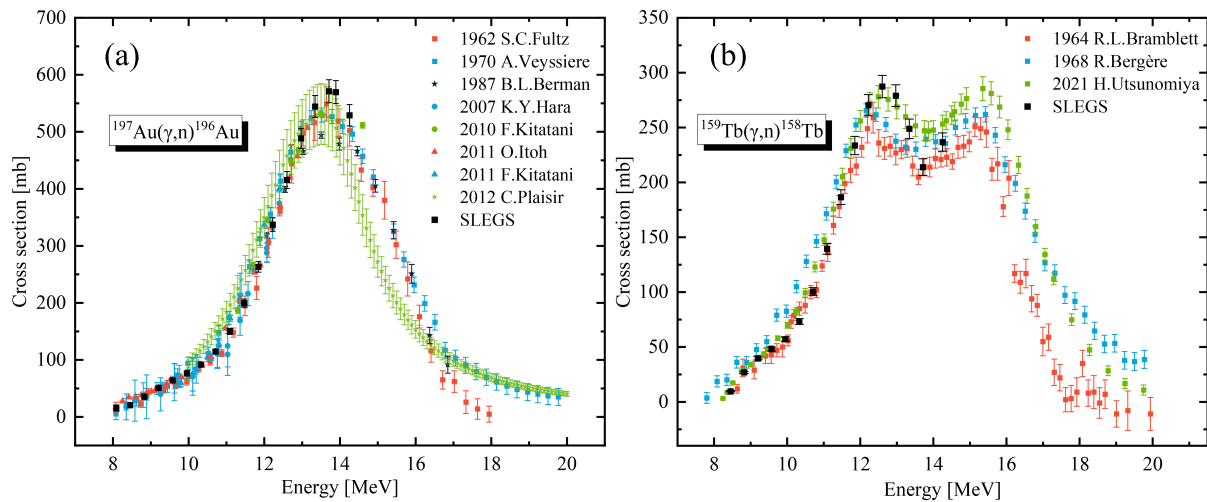 (a)
1962 S.C.Fultz
1970 A.Veyssiere
1987 B.L.Berman
2007 K.Y.Hara
2010 F.Kitatani
2011 O.Itoh
2011 F.Kitatani
2012 C.Plaisir
SLEGS
¹⁹⁷Au(γ,n)¹⁹⁶Au
Cross section [mb]
700
600
500
400
300
200
100
0
8 10 12 14 16 18 20
Energy [MeV]
(b)
1964 R.L.Bramblett
1968 R.Bergère
2021 H.Utsunomiya
SLEGS
¹⁵⁹Tb(γ,n)¹⁵⁸Tb
Cross section [mb]
350
300
250
200
150
100
50
0
8 10 12 14 16 18 20
Energy [MeV]